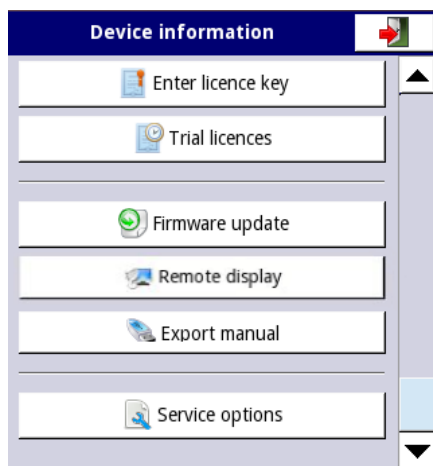 Device information
Enter licence key
Trial licences
Firmware update
Remote display
Export manual
Service options